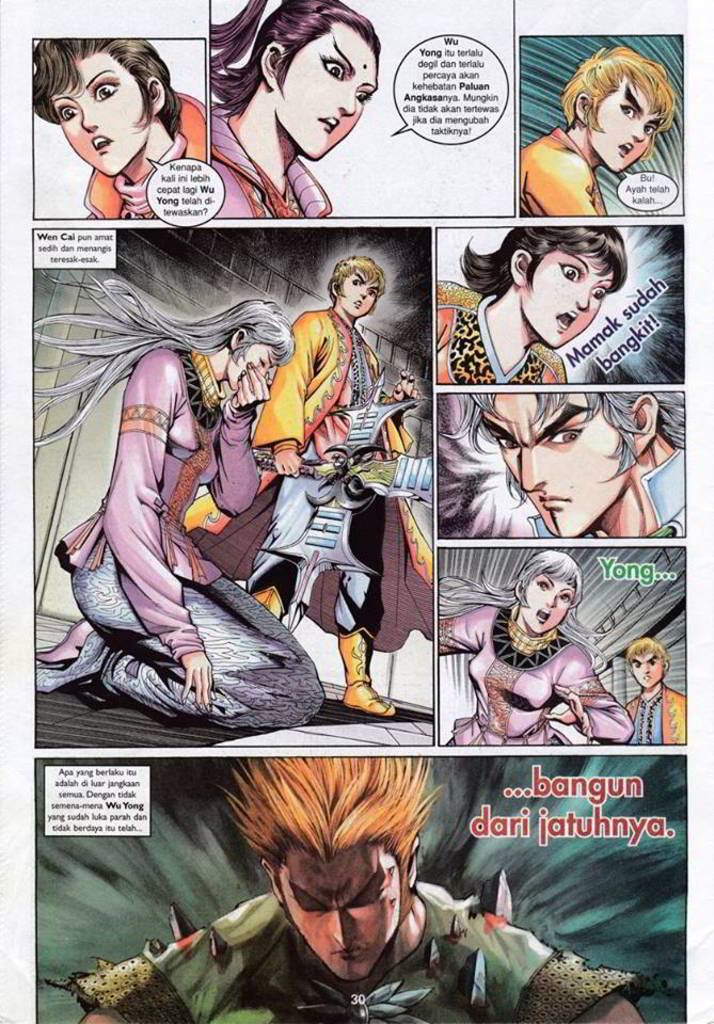 Kenapa
kali ini lebih
cepat lagi Wu
Yong telah di-
tewaskan?
Wu
Yong itu terlalu
degil dan terlalu
percaya akan
kehebatan Paluan
Angkasanya. Mungkin
dia tidak akan tertewas
jika dia mengubah
taktiknya!
Bu!
Ayah telah
kalah...
Wen Cai pun amat
sedih dan menangis
teresak-esak.
Mamak sudah
bangkit!
Yong...
Apa yang berlaku itu
adalah di luar jangkaan
semua. Dengan tidak
semena-mena Wu Yong
yang sudah luka parah dan
tidak berdaya itu telah...
...bangun
dari jatuhnya.
30